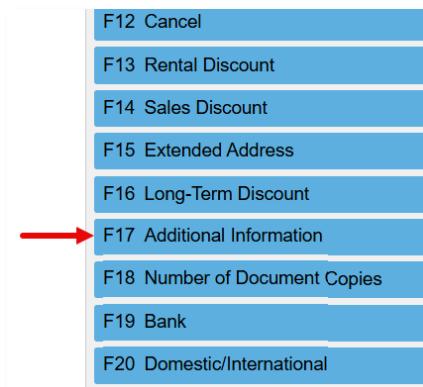 F12 Cancel
F13 Rental Discount
F14 Sales Discount
F15 Extended Address
F16 Long-Term Discount
F17 Additional Information
F18 Number of Document Copies
F19 Bank
F20 Domestic/International